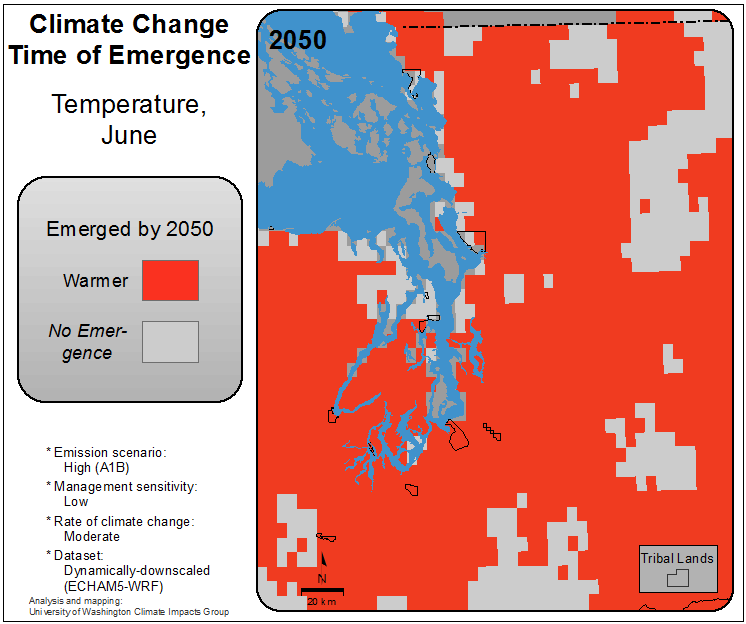 Climate Change
Time of Emergence
Temperature,
June
Emerged by 2050
Warmer
No Emer-
gence
* Emission scenario:
High (A1B)
* Management sensitivity:
Low
* Rate of climate change:
Moderate
* Dataset:
Dynamically-downscaled
(ECHAM5-WRF)
Analysis and mapping:
University of Washington Climate Impacts Group
2050
N
20 km
Tribal Lands